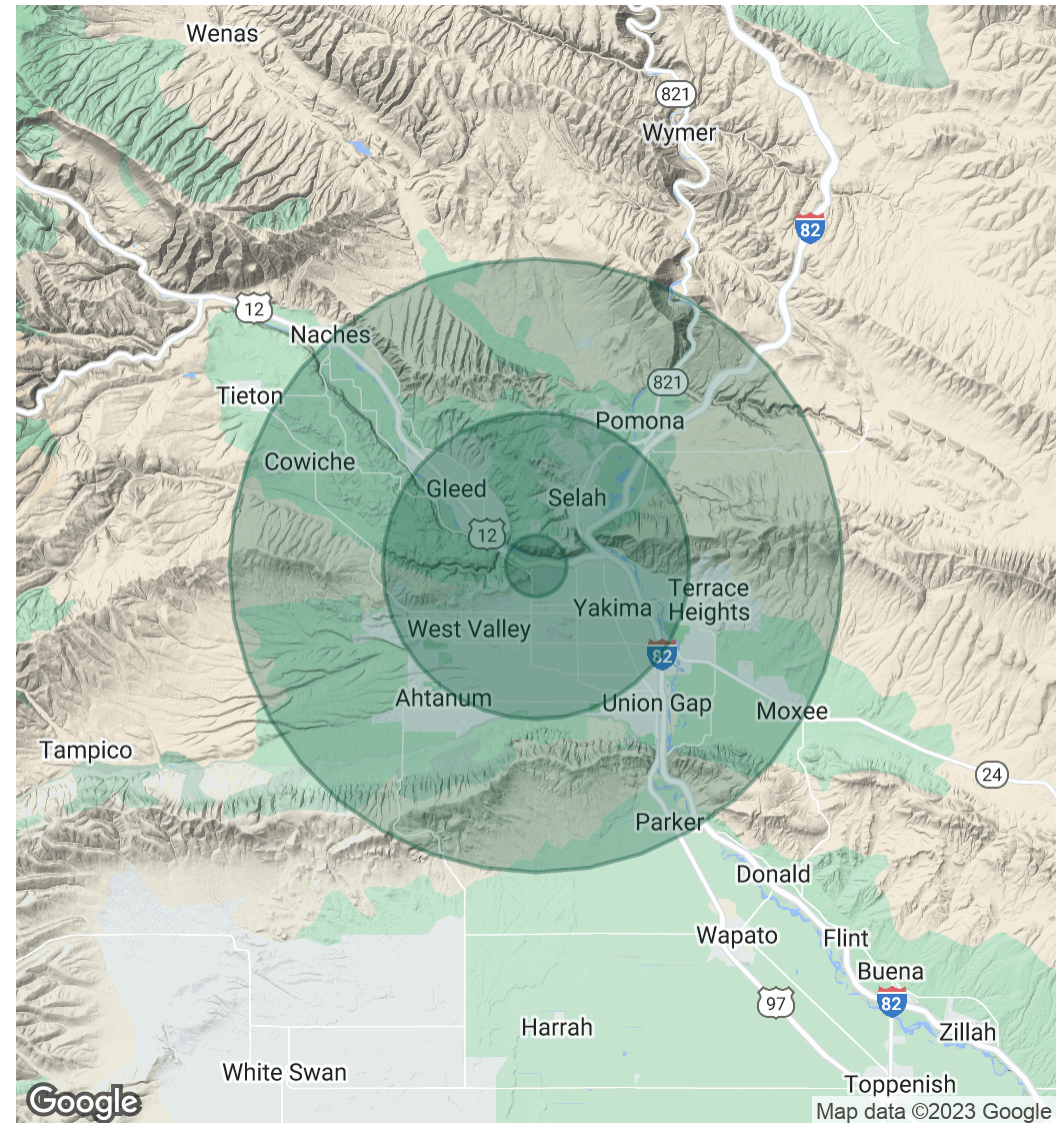 Wenas
821
Wymer
82
12
Naches
821
Tieton
Pomona
Cowiche
Gleed
Selah
12
Terrace
Heights
Yakima
West Valley
82
Ahtanum
Union Gap
Moxee
Tampico
24
Parker
Donald
Wapato
Flint
Buena
97
82
Harrah
Zillah
White Swan
Toppenish
Google
Map data ©2023 Google